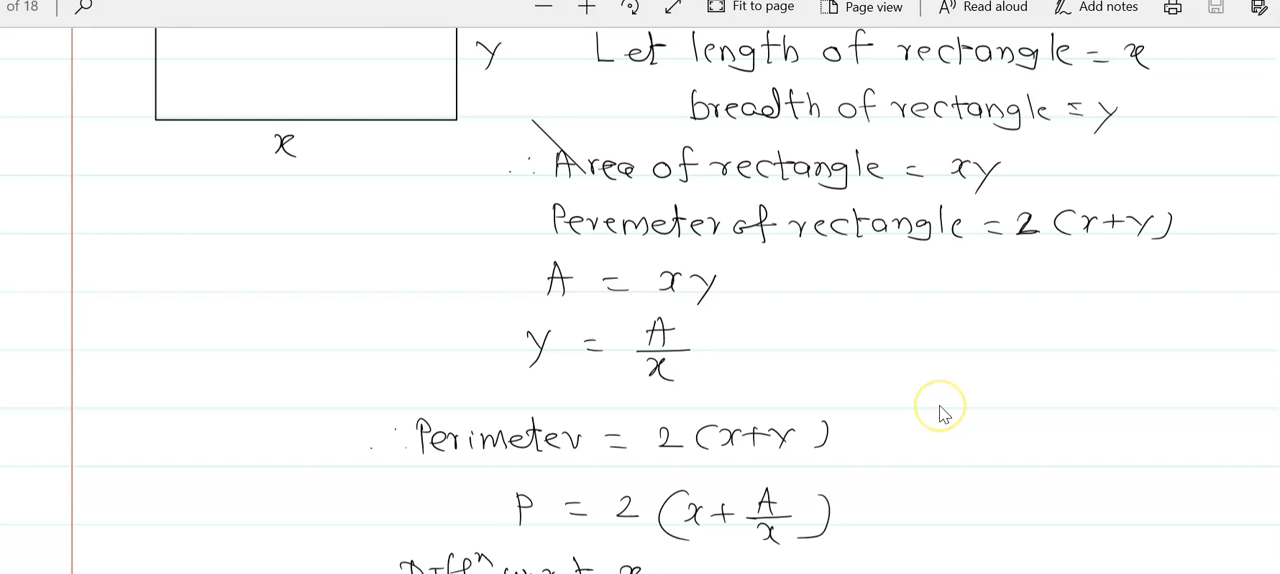 of 18 Fit to page Page view Read aloud Add notes
y Let length of rectangle = x
breadth of rectangle = y
x
∴ Area of rectangle = xy
Peremeter of rectangle = 2 (x+y)
A = xy
y = A/x
∴ Perimeter = 2 (x+y)
P = 2 (x + A/x)
x